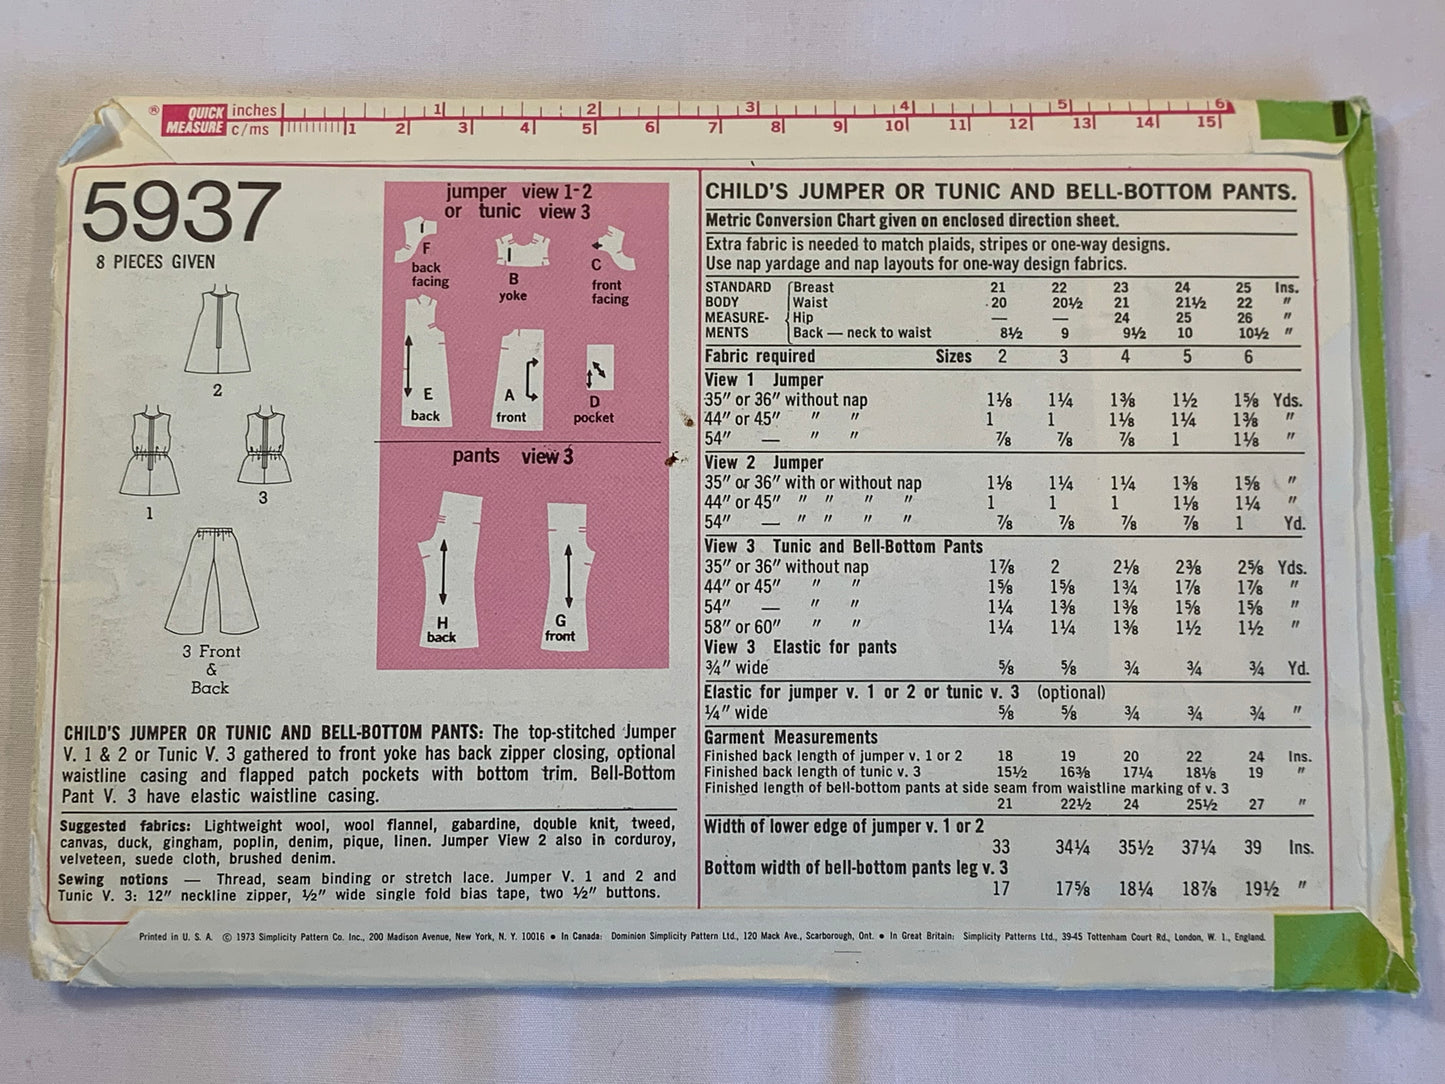 ® QUICK MEASURE inches 1 2 3 4 5 6
c/ms 1 2 3 4 5 6 7 8 9 10 11 12 13 14 15
5937
8 PIECES GIVEN
2
1
3
3 Front
&
Back
jumper view 1-2
or tunic view 3
F
back
facing
B
yoke
C
front
facing
E
back
A
front
D
pocket
pants view 3
H
back
G
front
CHILD'S JUMPER OR TUNIC AND BELL-BOTTOM PANTS: The top-stitched Jumper
V. 1 & 2 or Tunic V. 3 gathered to front yoke has back zipper closing, optional
waistline casing and flapped patch pockets with bottom trim. Bell-Bottom
Pant V. 3 have elastic waistline casing.
Suggested fabrics: Lightweight wool, wool flannel, gabardine, double knit, tweed,
canvas, duck, gingham, poplin, denim, pique, linen. Jumper View 2 also in corduroy,
velveteen, suede cloth, brushed denim.
Sewing notions — Thread, seam binding or stretch lace. Jumper V. 1 and 2 and
Tunic V. 3: 12" neckline zipper, ½" wide single fold bias tape, two ½" buttons.
CHILD'S JUMPER OR TUNIC AND BELL-BOTTOM PANTS.
Metric Conversion Chart given on enclosed direction sheet.
Extra fabric is needed to match plaids, stripes or one-way designs.
Use nap yardage and nap layouts for one-way design fabrics.
STANDARD Breast 21 22 23 24 25 Ins.
BODY Waist 20 20½ 21 21½ 22 "
MEASURE- Hip — — 24 25 26 "
MENTS Back — neck to waist 8½ 9 9½ 10 10½ "
Fabric required Sizes 2 3 4 5 6
View 1 Jumper
35" or 36" without nap 1⅛ 1¼ 1⅜ 1½ 1⅝ Yds.
44" or 45" " " 1 1 1⅛ 1¼ 1⅜ "
54" — " " ⅞ ⅞ ⅞ 1 1⅛ "
View 2 Jumper
35" or 36" with or without nap 1⅛ 1¼ 1¼ 1⅜ 1⅝ "
44" or 45" " " " " 1 1 1 1⅛ 1¼ "
54" — " " " " ⅞ ⅞ ⅞ ⅞ 1 Yd.
View 3 Tunic and Bell-Bottom Pants
35" or 36" without nap 1⅞ 2 2⅛ 2⅜ 2⅝ Yds.
44" or 45" " " 1⅝ 1⅝ 1¾ 1⅞ 1⅞ "
54" — " " 1¼ 1⅜ 1⅜ 1⅝ 1⅝ "
58" or 60" " " 1¼ 1¼ 1⅜ 1½ 1½ "
View 3 Elastic for pants
¾" wide ⅝ ⅝ ¾ ¾ ¾ Yd.
Elastic for jumper v. 1 or 2 or tunic v. 3 (optional)
¼" wide ⅝ ⅝ ¾ ¾ ¾ "
Garment Measurements
Finished back length of jumper v. 1 or 2 18 19 20 22 24 Ins.
Finished back length of tunic v. 3 15½ 16⅜ 17¼ 18⅛ 19 "
Finished length of bell-bottom pants at side seam from waistline marking of v. 3
21 22½ 24 25½ 27 "
Width of lower edge of jumper v. 1 or 2
33 34¼ 35½ 37¼ 39 Ins.
Bottom width of bell-bottom pants leg v. 3
17 17⅝ 18¼ 18⅞ 19½ "
Printed in U. S. A. © 1973 Simplicity Pattern Co. Inc., 200 Madison Avenue, New York, N. Y. 10016 • In Canada: Dominion Simplicity Pattern Ltd., 120 Mack Ave., Scarborough, Ont. • In Great Britain: Simplicity Patterns Ltd., 39-45 Tottenham Court Rd., London, W. 1., England.